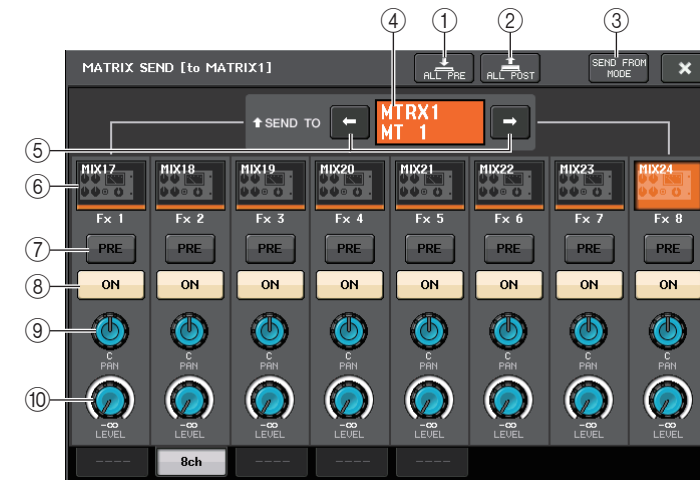 ① ② ③
④
MATRIX SEND [to MATRIX1]
ALL PRE
ALL POST
SEND FROM
MODE
×
SEND TO
MTRX1
MT 1
⑤
⑥
MIX17 MIX18 MIX19 MIX20 MIX21 MIX22 MIX23 MIX24
Fx 1 Fx 2 Fx 3 Fx 4 Fx 5 Fx 6 Fx 7 Fx 8
⑦
PRE PRE PRE PRE PRE PRE PRE PRE
⑧
ON ON ON ON ON ON ON ON
⑨
C C C C C C C C
PAN PAN PAN PAN PAN PAN PAN PAN
⑩
-∞ -∞ -∞ -∞ -∞ -∞ -∞ -∞
LEVEL LEVEL LEVEL LEVEL LEVEL LEVEL LEVEL LEVEL
---- 8ch ---- ---- ----